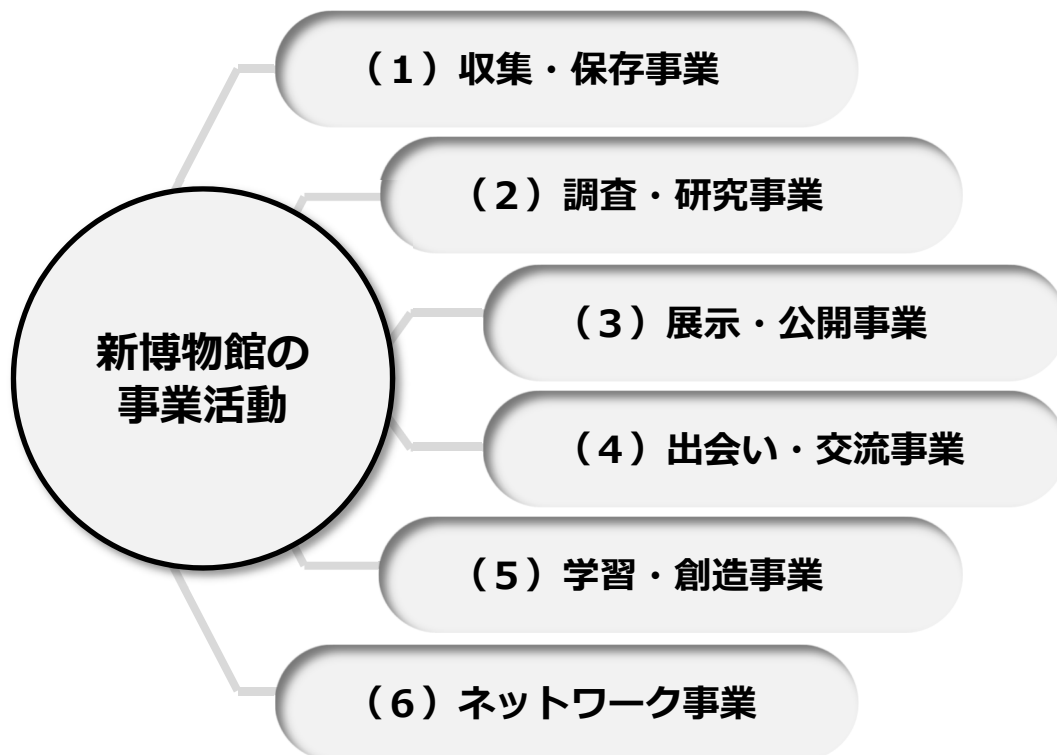 (1)収集・保存事業
(2)調査・研究事業
新博物館の
事業活動
(3)展示・公開事業
(4)出会い・交流事業
(5)学習・創造事業
(6)ネットワーク事業